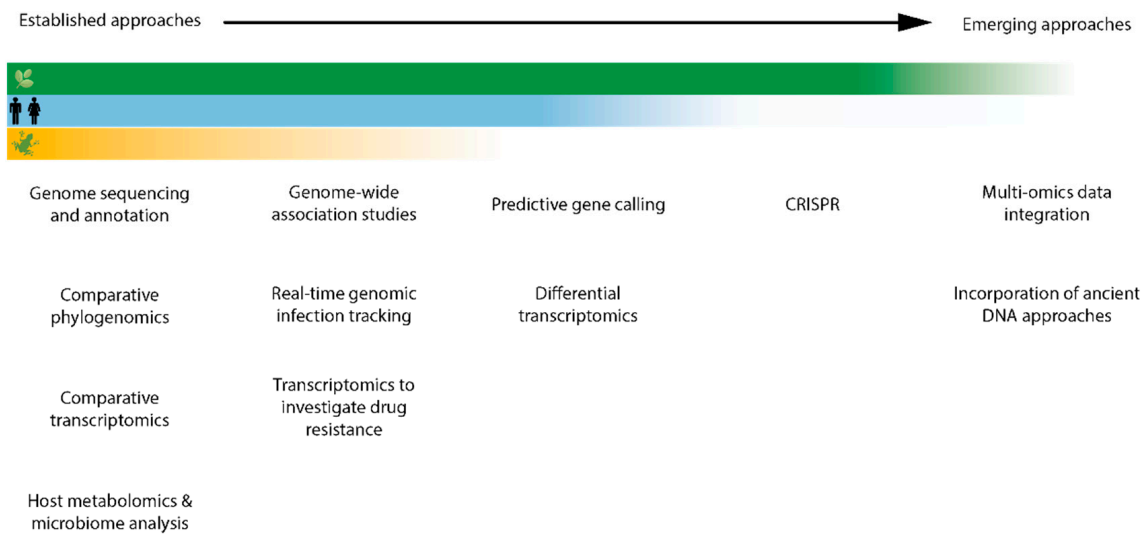 Established approaches
Emerging approaches
Genome sequencing
and annotation
Genome-wide
association studies
Predictive gene calling
CRISPR
Multi-omics data
integration
Comparative
phylogenomics
Real-time genomic
infection tracking
Differential
transcriptomics
Incorporation of ancient
DNA approaches
Comparative
transcriptomics
Transcriptomics to
investigate drug
resistance
Host metabolomics &
microbiome analysis